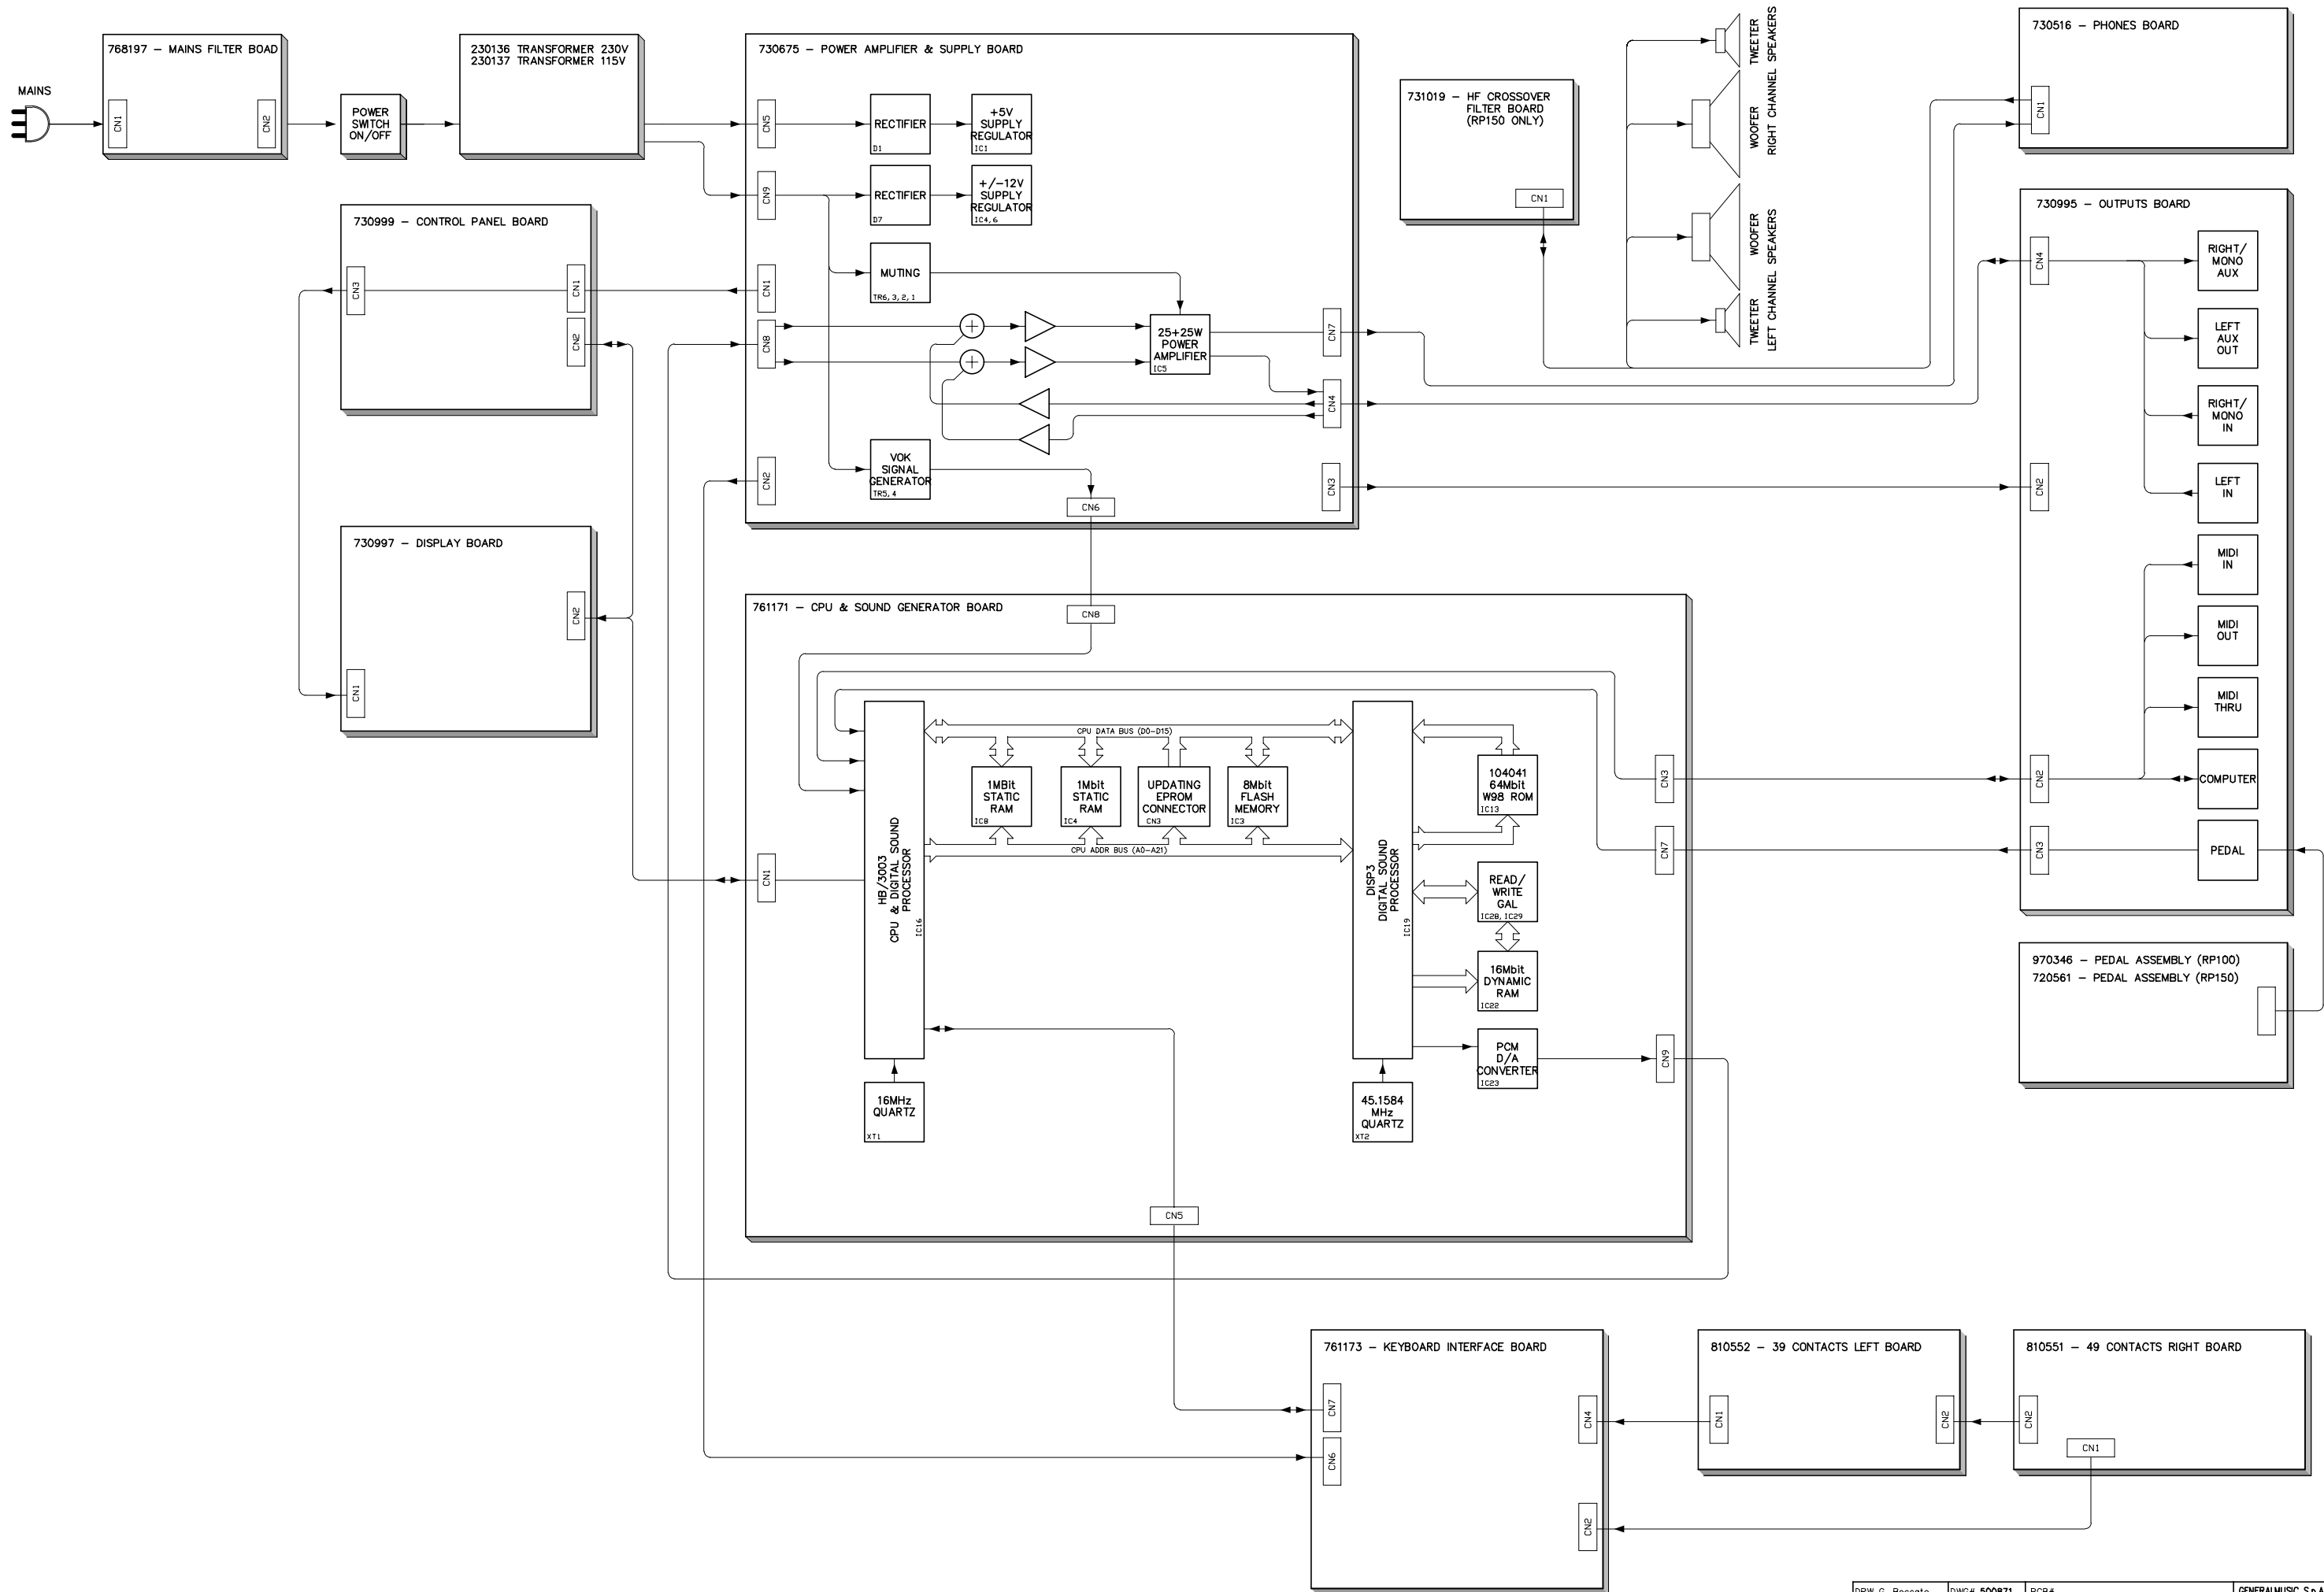 MAINS
768197 – MAINS FILTER BOAD
CN1
CN2
POWER
SWITCH
ON/OFF
230136 TRANSFORMER 230V
230137 TRANSFORMER 115V
730675 – POWER AMPLIFIER & SUPPLY BOARD
CN5
RECTIFIER
D1
+5V
SUPPLY
REGULATOR
IC1
CN9
RECTIFIER
D7
+/–12V
SUPPLY
REGULATOR
IC4,6
MUTING
TR6,3,2,1
CN1
CN8
25+25W
POWER
AMPLIFIER
IC5
CN7
CN4
VOK
SIGNAL
GENERATOR
TR5,4
CN2
CN6
CN3
731019 – HF CROSSOVER
FILTER BOARD
(RP150 ONLY)
CN1
TWEETER
WOOFER
RIGHT CHANNEL SPEAKERS
WOOFER
TWEETER
LEFT CHANNEL SPEAKERS
730516 – PHONES BOARD
CN1
730995 – OUTPUTS BOARD
CN4
RIGHT/
MONO
AUX
LEFT
AUX
OUT
RIGHT/
MONO
IN
CN2
LEFT
IN
MIDI
IN
MIDI
OUT
MIDI
THRU
CN2
COMPUTER
CN3
PEDAL
970346 – PEDAL ASSEMBLY (RP100)
720561 – PEDAL ASSEMBLY (RP150)
730999 – CONTROL PANEL BOARD
CN3
CN1
CN2
730997 – DISPLAY BOARD
CN2
CN1
761171 – CPU & SOUND GENERATOR BOARD
CN8
CPU DATA BUS (D0–D15)
1MBit
STATIC
RAM
IC8
1Mbit
STATIC
RAM
IC4
UPDATING
EPROM
CONNECTOR
CN3
8Mbit
FLASH
MEMORY
IC3
CPU ADDR BUS (A0–A21)
HB/3003
CPU & DIGITAL SOUND
PROCESSOR
IC16
DISP3
DIGITAL SOUND
PROCESSOR
IC19
104041
64Mbit
W98 ROM
IC13
READ/
WRITE
GAL
IC28,IC29
16Mbit
DYNAMIC
RAM
IC22
PCM
D/A
CONVERTER
IC23
CN3
CN7
CN1
CN9
16MHz
QUARTZ
XT1
45.1584
MHz
QUARTZ
XT2
CN5
761173 – KEYBOARD INTERFACE BOARD
CN7
CN6
CN4
CN2
810552 – 39 CONTACTS LEFT BOARD
CN1
CN2
810551 – 49 CONTACTS RIGHT BOARD
CN2
CN1